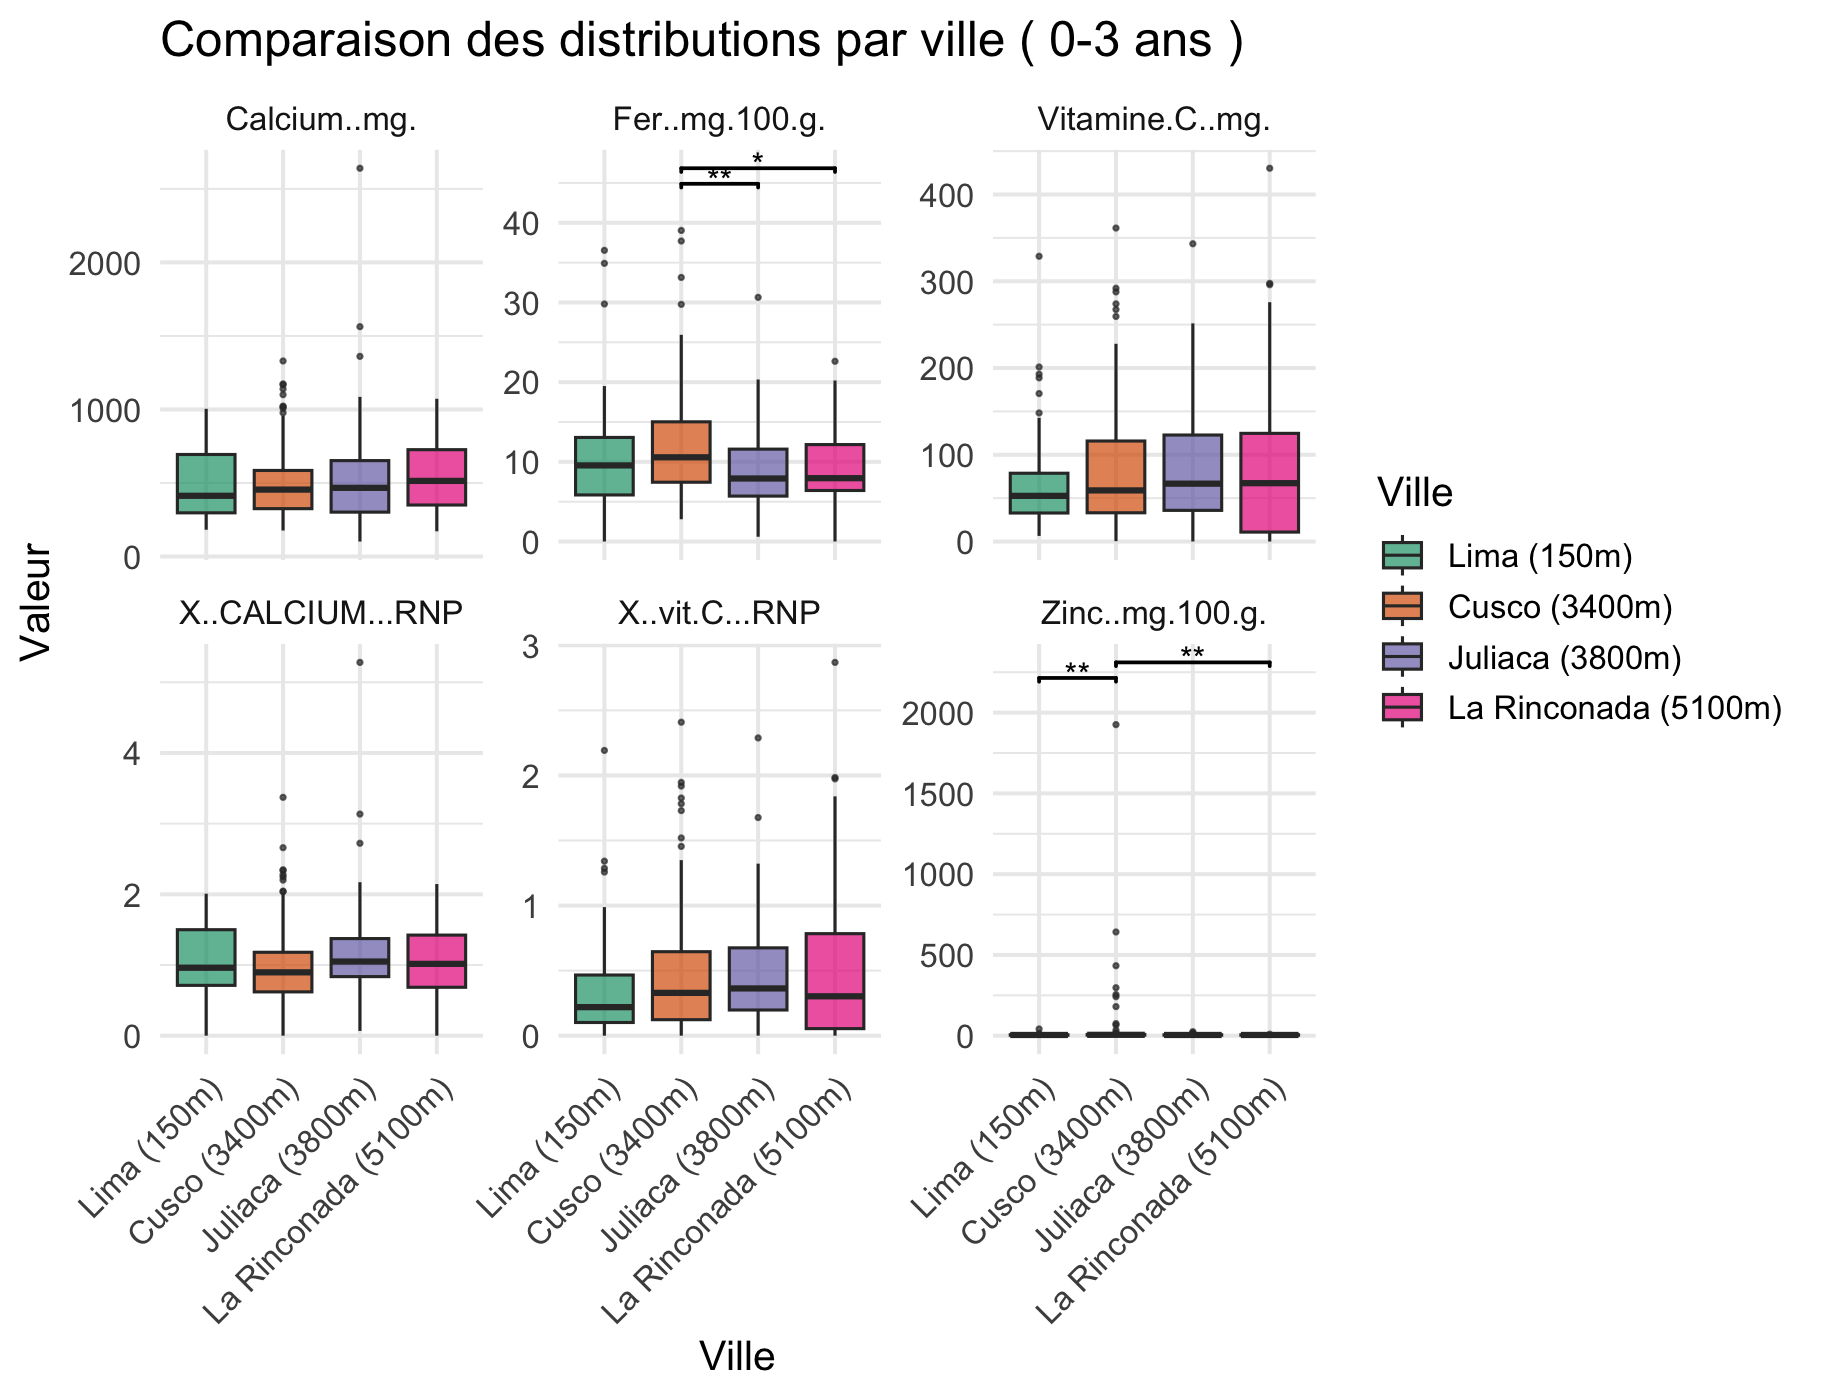 Comparaison des distributions par ville ( 0-3 ans )
Calcium..mg.
Fer..mg.100.g.
Vitamine.C..mg.
2000
1000
0
*
**
40
30
20
10
0
400
300
200
100
0
Valeur
X..CALCIUM...RNP
X..vit.C...RNP
Zinc..mg.100.g.
4
2
0
3
2
1
0
**
**
2000
1500
1000
500
0
Lima (150m)
Cusco (3400m)
Juliaca (3800m)
La Rinconada (5100m)
Lima (150m)
Cusco (3400m)
Juliaca (3800m)
La Rinconada (5100m)
Lima (150m)
Cusco (3400m)
Juliaca (3800m)
La Rinconada (5100m)
Ville
Ville
Lima (150m)
Cusco (3400m)
Juliaca (3800m)
La Rinconada (5100m)